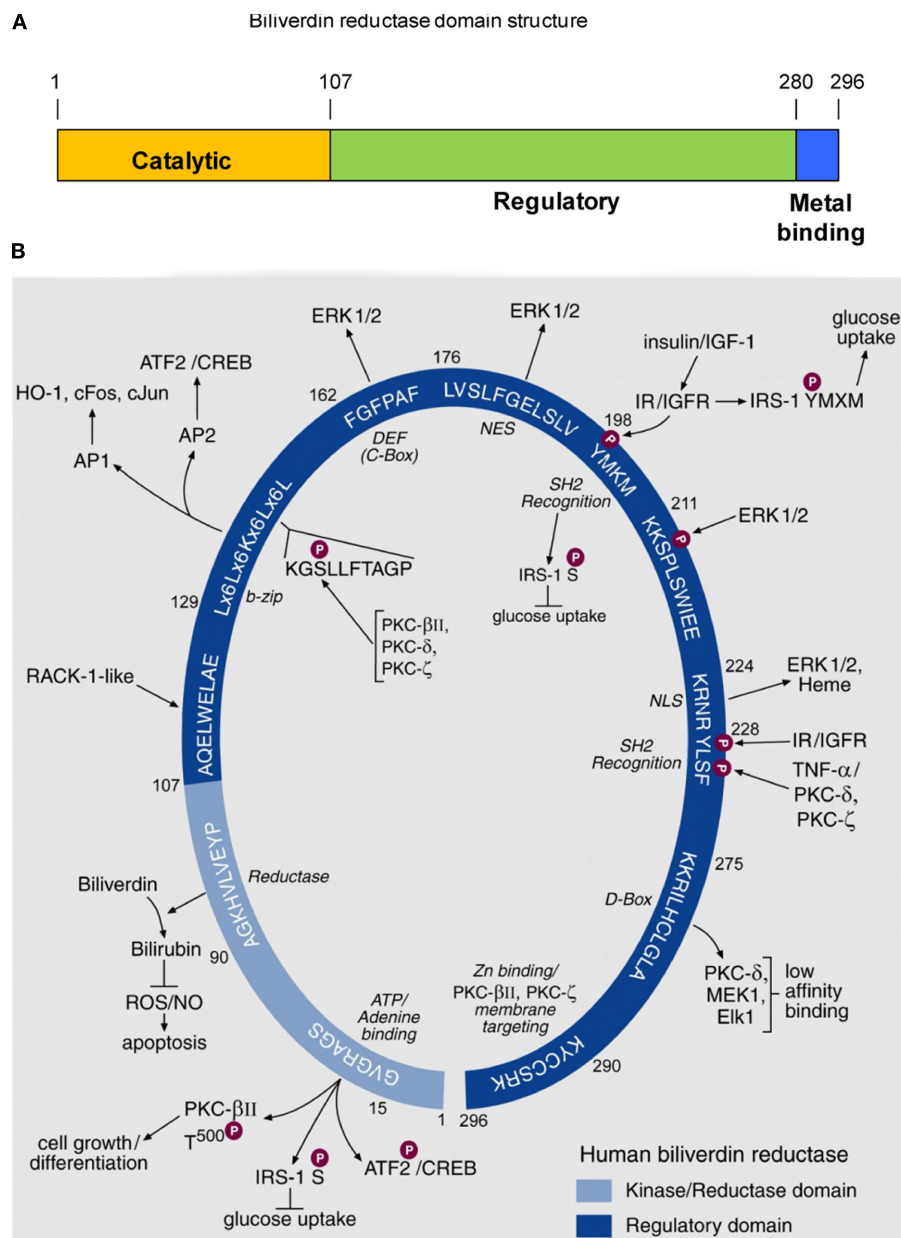 A
Biliverdin reductase domain structure
1
107
280
296
Catalytic
Regulatory
Metal
binding
B
ERK1/2
ERK1/2
insulin/IGF-1
glucose
uptake
P
IR/IGFR
IRS-1 YMXM
ATF2/CREB
HO-1, cFos, cJun
AP2
AP1
162
176
198
FGFPAF
LVSLFGELSLV
P
YMKM
DEF
(C-Box)
NES
SH2
Recognition
211
ERK1/2
P
KKSPLSWIEE
Lx6Lx6Kx6Lx6L
b-zip
P
KGSLLFTAGP
PKC-βII,
PKC-δ,
PKC-ζ
P
IRS-1 S
glucose uptake
129
RACK-1-like
AQELWELAE
107
224
KRNR
NLS
ERK1/2,
Heme
228
YLSF
SH2
Recognition
P
IR/IGFR
P
TNF-α/
PKC-δ,
PKC-ζ
AGKHVLVEYP
Reductase
Biliverdin
Bilirubin
90
ROS/NO
apoptosis
275
KKRILHCLGLA
D-Box
PKC-δ,
MEK1,
Elk1
low
affinity
binding
ATP/
Adenine
binding
Zn binding/
PKC-βII, PKC-ζ
membrane
targeting
GVGRAGS
KYCCSRK
290
15
1
296
PKC-βII
T500
P
cell growth/
differentiation
P
IRS-1 S
glucose uptake
P
ATF2/CREB
Human biliverdin reductase
Kinase/Reductase domain
Regulatory domain